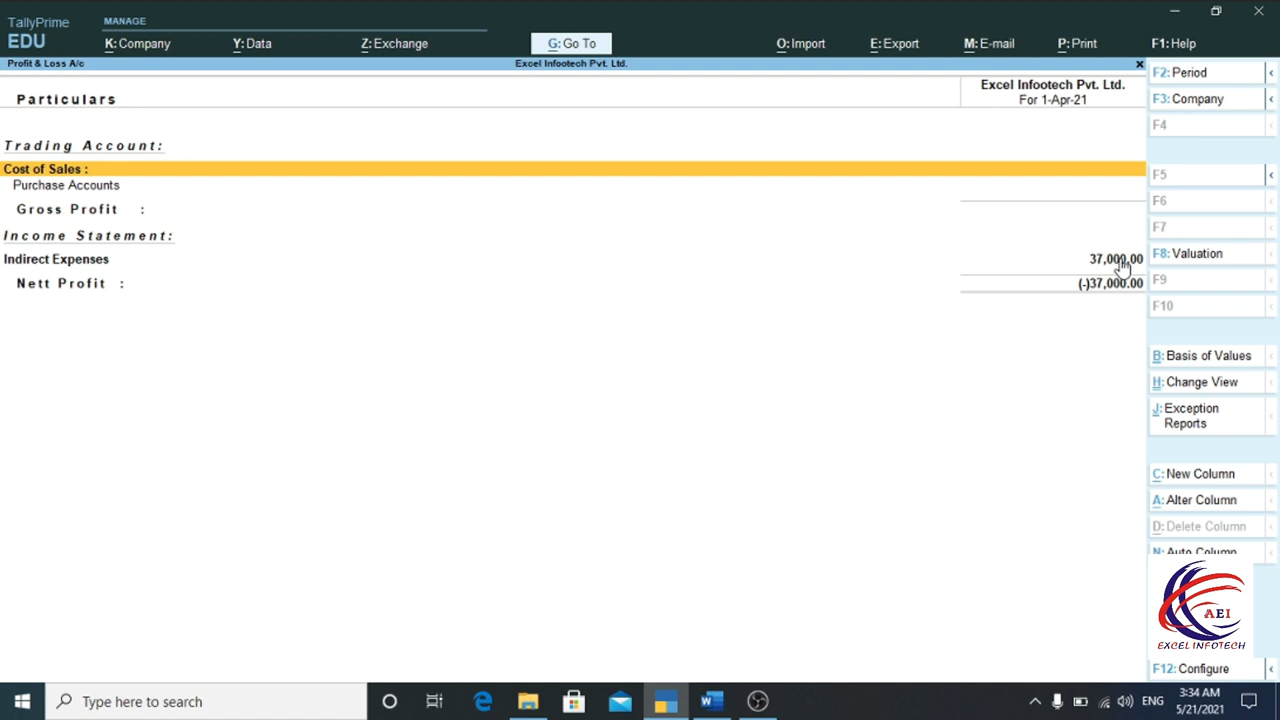 TallyPrime
EDU
MANAGE
K: Company
Y: Data
Z: Exchange
G: Go To
O: Import
E: Export
M: E-mail
P: Print
F1: Help
Profit & Loss A/c
Excel Infootech Pvt. Ltd.
Particulars
Excel Infootech Pvt. Ltd.
For 1-Apr-21
Trading Account:
Cost of Sales :
Purchase Accounts
Gross Profit :
Income Statement:
Indirect Expenses 37,000.00
Nett Profit : (-)37,000.00
F2: Period
F3: Company
F4
F5
F6
F7
F8: Valuation
F9
F10
B: Basis of Values
H: Change View
J: Exception
Reports
C: New Column
A: Alter Column
D: Delete Column
N: Auto Column
AEI
EXCEL INFOTECH
F12: Configure
Type here to search
ENG
3:34 AM
5/21/2021